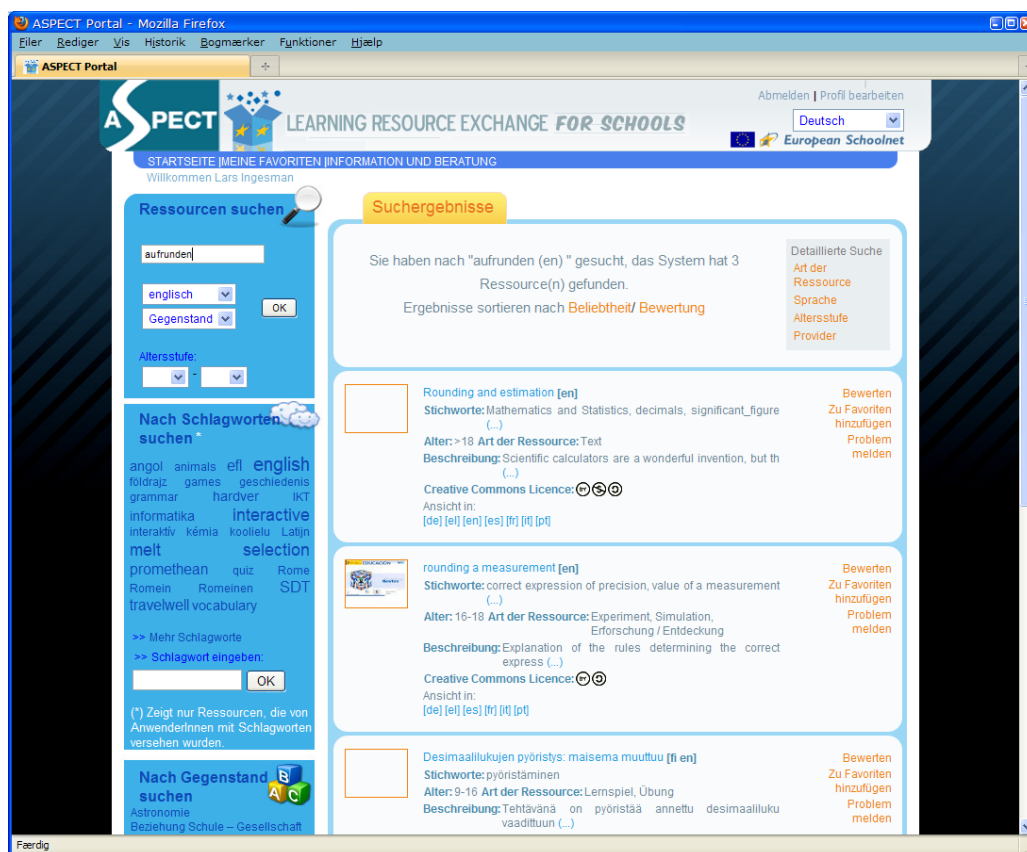 ASPECT Portal - Mozilla Firefox
Filer Rediger Vis Historik Bogmærker Funktioner Hjælp
ASPECT Portal
ASPECT
LEARNING RESOURCE EXCHANGE FOR SCHOOLS
Abmelden | Profil bearbeiten
Deutsch
European Schoolnet
STARTSEITE |MEINE FAVORITEN |INFORMATION UND BERATUNG
Willkommen Lars Ingesman
Ressourcen suchen
aufrunden
englisch
Gegenstand
OK
Altersstufe:
-
Nach Schlagworten
suchen *
angol animals efl english
földrajz games geschiedenis
grammar hardver IKT
informatika interactive
interaktív kémia koolielu Latijn
melt selection
promethean quiz Rome
Romein Romeinen SDT
travelwell vocabulary
>> Mehr Schlagworte
>> Schlagwort eingeben:
OK
(*) Zeigt nur Ressourcen, die von
AnwenderInnen mit Schlagworten
versehen wurden.
Nach Gegenstand
suchen
B
A C
Astronomie
Beziehung Schule – Gesellschaft
Suchergebnisse
Sie haben nach "aufrunden (en) " gesucht, das System hat 3
Ressource(n) gefunden.
Ergebnisse sortieren nach Beliebtheit/ Bewertung
Detaillierte Suche
Art der
Ressource
Sprache
Altersstufe
Provider
Rounding and estimation [en]
Stichworte: Mathematics and Statistics, decimals, significant_figure
(...)
Alter: >18 Art der Ressource: Text
Beschreibung: Scientific calculators are a wonderful invention, but th
(...)
Creative Commons Licence:
Ansicht in:
[de] [el] [en] [es] [fr] [it] [pt]
Bewerten
Zu Favoriten
hinzufügen
Problem
melden
rounding a measurement [en]
Stichworte: correct expression of precision, value of a measurement
(...)
Alter: 16-18 Art der Ressource: Experiment, Simulation,
Erforschung / Entdeckung
Beschreibung: Explanation of the rules determining the correct
express (...)
Creative Commons Licence:
Ansicht in:
[de] [el] [es] [fr] [it] [pt]
Bewerten
Zu Favoriten
hinzufügen
Problem
melden
Desimaalilukujen pyöristys: maisema muuttuu [fi en]
Stichworte: pyöristäminen
Alter: 9-16 Art der Ressource: Lernspiel, Übung
Beschreibung: Tehtävänä on pyöristää annettu desimaaliluku
vaadittuun (...)
Bewerten
Zu Favoriten
hinzufügen
Problem
melden
Færdig